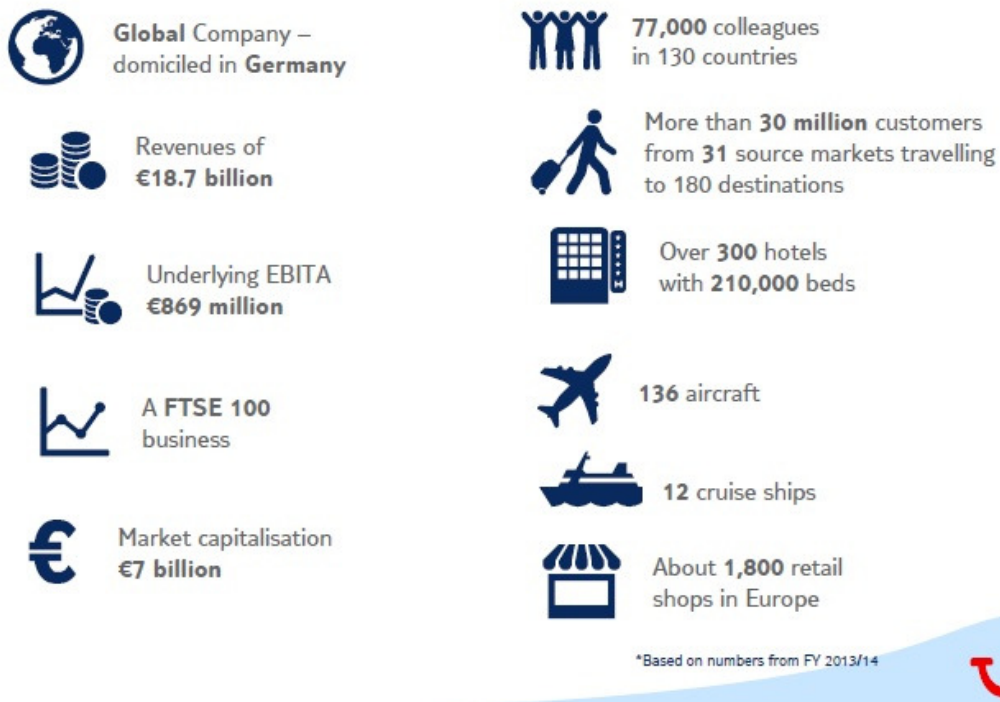 Global Company –
domiciled in Germany
Revenues of
€18.7 billion
Underlying EBITA
€869 million
A FTSE 100
business
Market capitalisation
€7 billion
77,000 colleagues
in 130 countries
More than 30 million customers
from 31 source markets travelling
to 180 destinations
Over 300 hotels
with 210,000 beds
136 aircraft
12 cruise ships
About 1,800 retail
shops in Europe
*Based on numbers from FY 2013/14